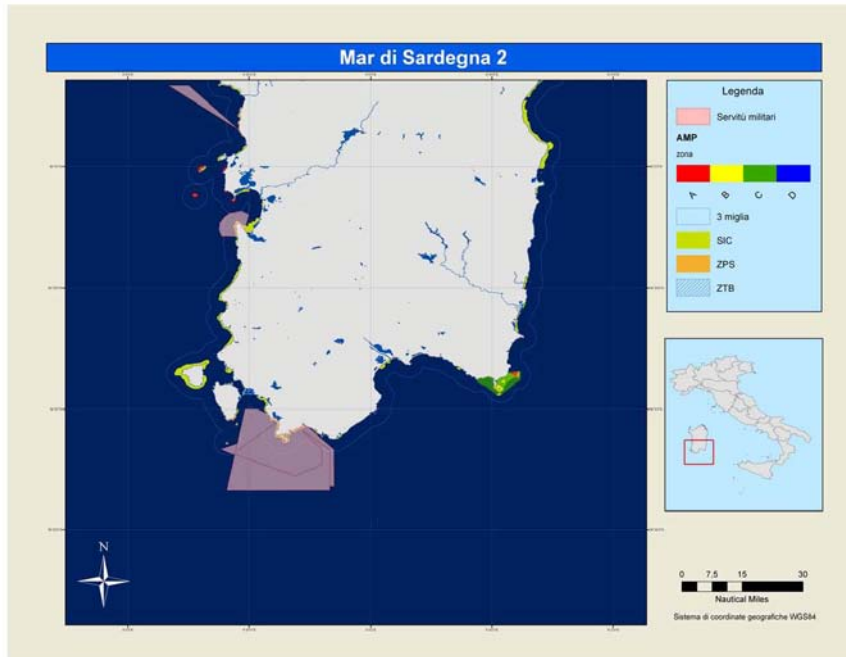 Mar di Sardegna 2
Legenda
Servitù militari
AMP
zona
A B C D
3 miglia
SIC
ZPS
ZTB
N
0 7,5 15 30
Nautical Miles
Sistema di coordinate geografiche WGS84